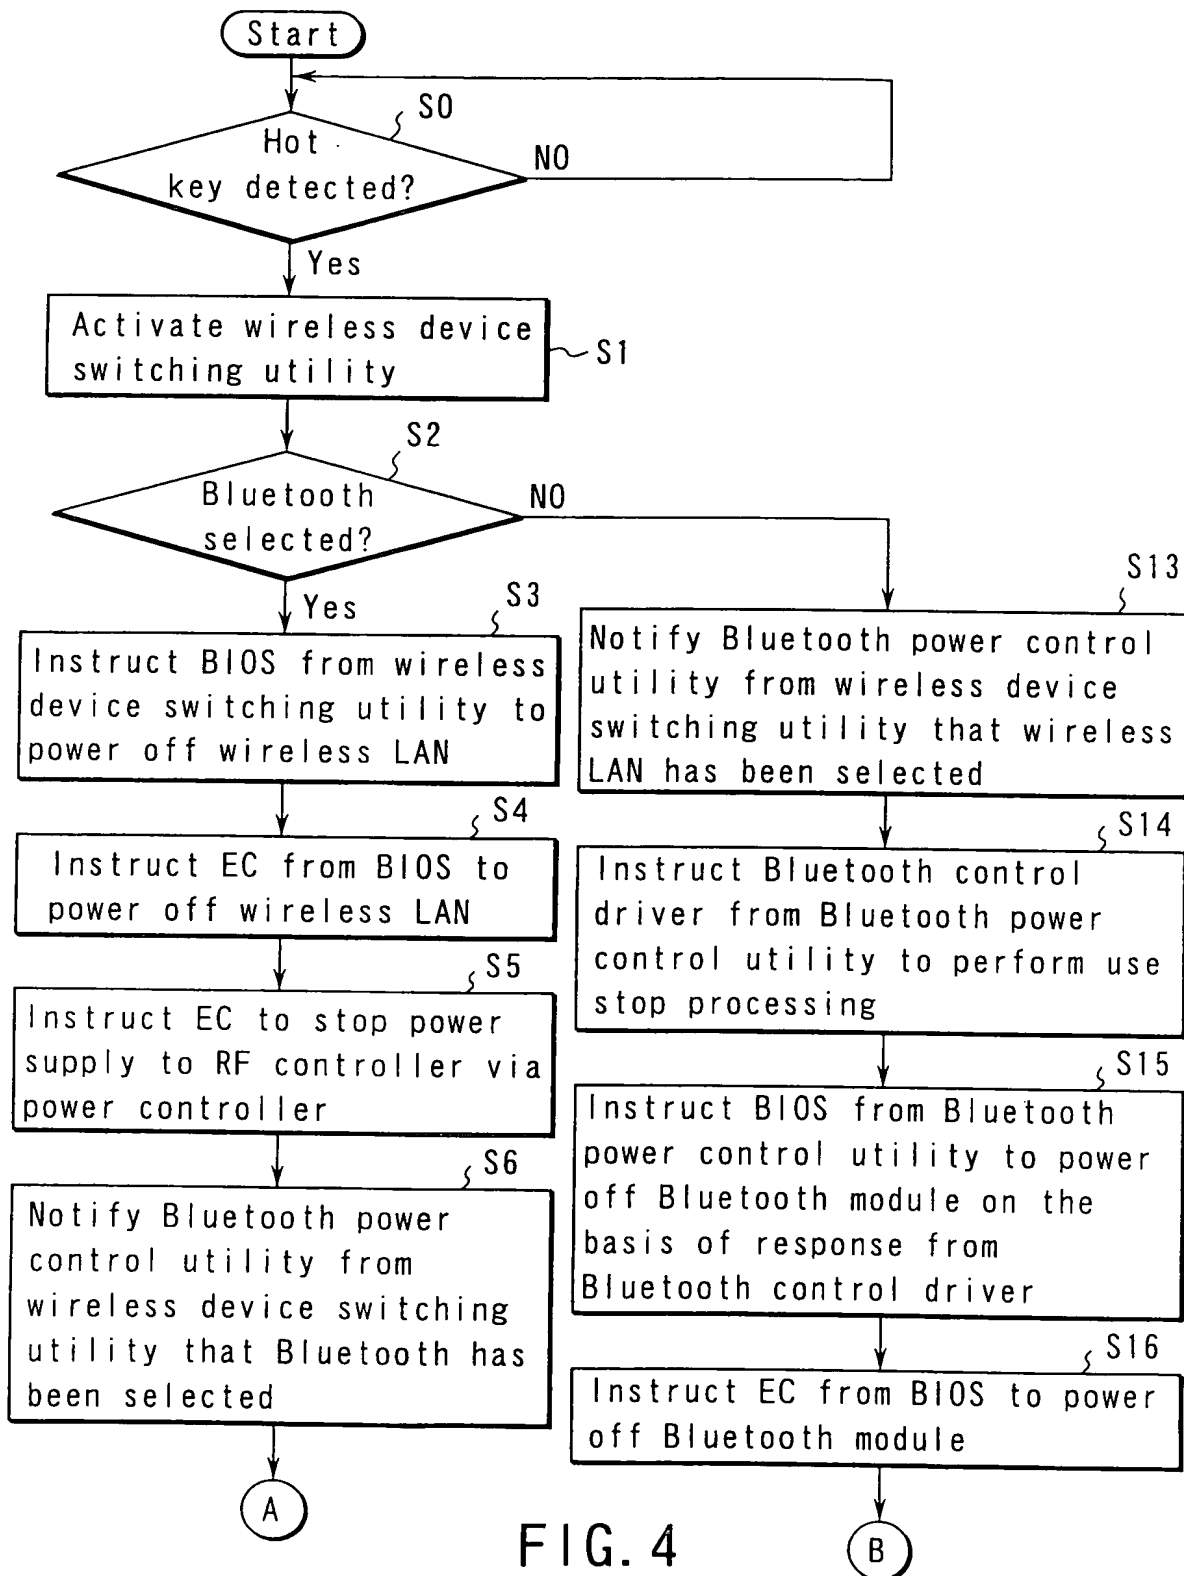 Start
S0
Hot
key detected?
NO
Yes
Activate wireless device
switching utility
S1
S2
Bluetooth
selected?
NO
Yes
S3
Instruct BIOS from wireless
device switching utility to
power off wireless LAN
S4
Instruct EC from BIOS to
power off wireless LAN
S5
Instruct EC to stop power
supply to RF controller via
power controller
S6
Notify Bluetooth power
control utility from
wireless device switching
utility that Bluetooth has
been selected
A
S13
Notify Bluetooth power control
utility from wireless device
switching utility that wireless
LAN has been selected
S14
Instruct Bluetooth control
driver from Bluetooth power
control utility to perform use
stop processing
S15
Instruct BIOS from Bluetooth
power control utility to power
off Bluetooth module on the
basis of response from
Bluetooth control driver
S16
Instruct EC from BIOS to power
off Bluetooth module
B
FIG. 4